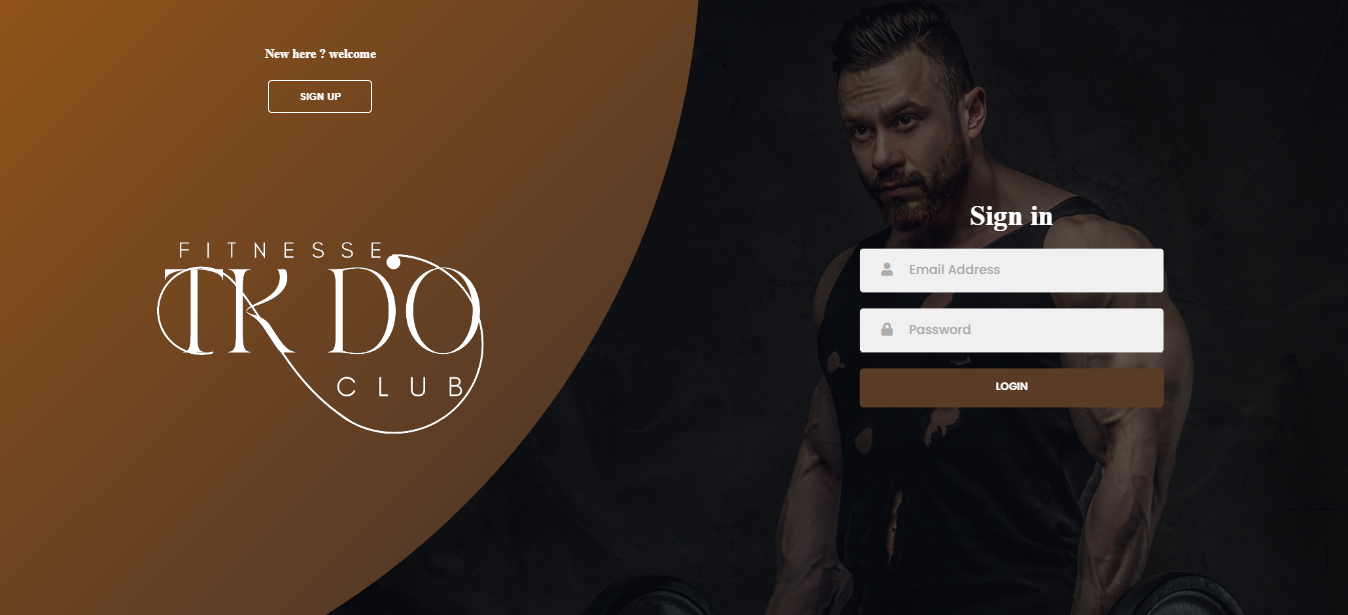 New here ? welcome
SIGN UP
FITNESSE
TK DO
CLUB
Sign in
Email Address
Password
LOGIN